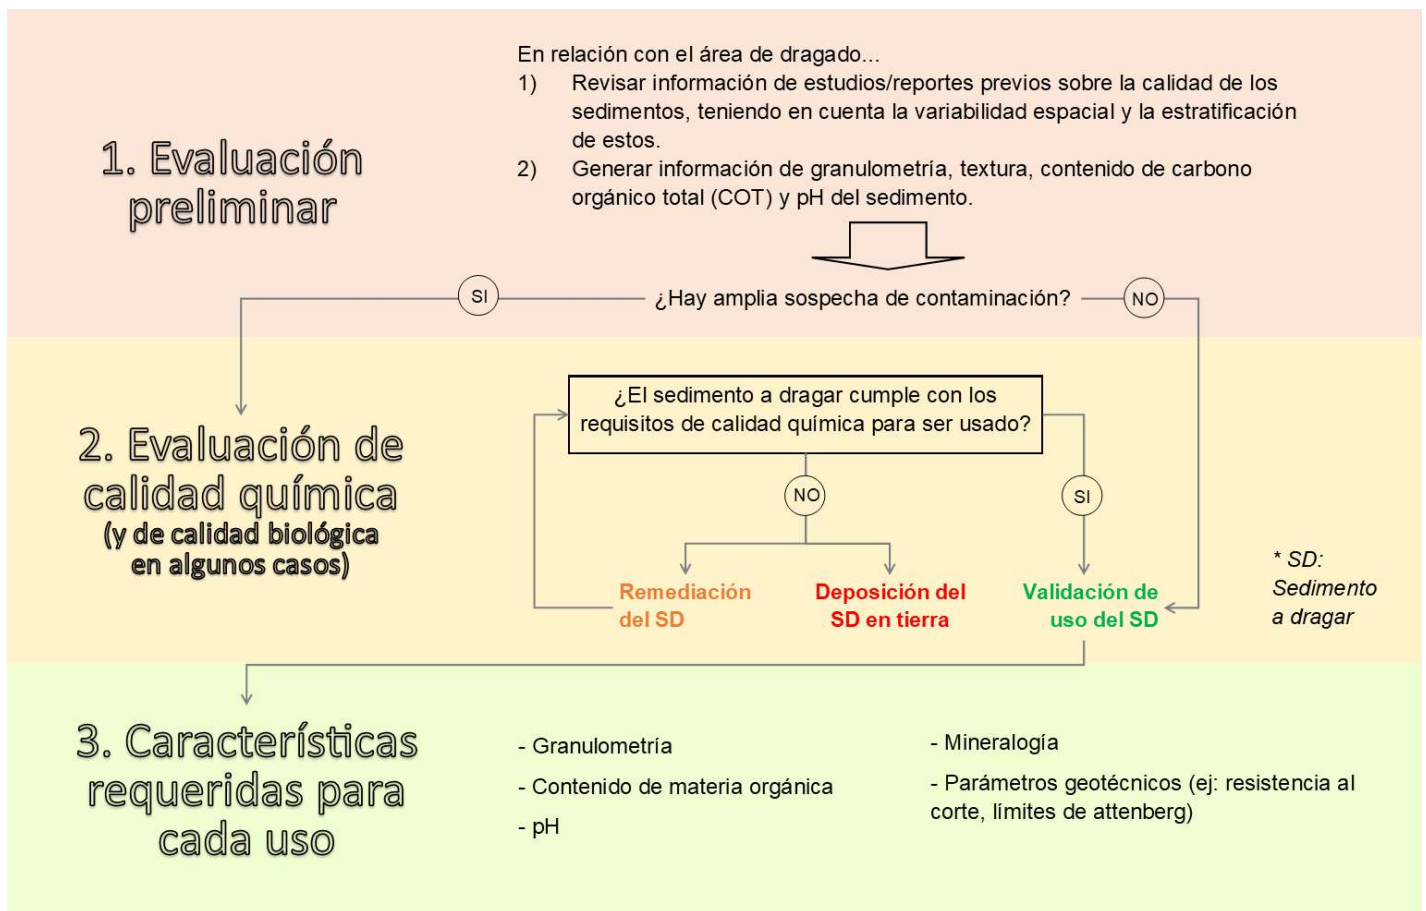 En relación con el área de dragado...
1) Revisar información de estudios/reportes previos sobre la calidad de los
sedimentos, teniendo en cuenta la variabilidad espacial y la estratificación
de estos.
2) Generar información de granulometría, textura, contenido de carbono
orgánico total (COT) y pH del sedimento.
1. Evaluación
preliminar
SI
¿Hay amplia sospecha de contaminación?
NO
2. Evaluación de
calidad química
(y de calidad biológica
en algunos casos)
¿El sedimento a dragar cumple con los
requisitos de calidad química para ser usado?
NO
SI
Remediación
del SD
Deposición del
SD en tierra
Validación de
uso del SD
* SD:
Sedimento
a dragar
3. Características
requeridas para
cada uso
- Granulometría
- Contenido de materia orgánica
- pH
- Mineralogía
- Parámetros geotécnicos (ej: resistencia al
corte, límites de attenberg)